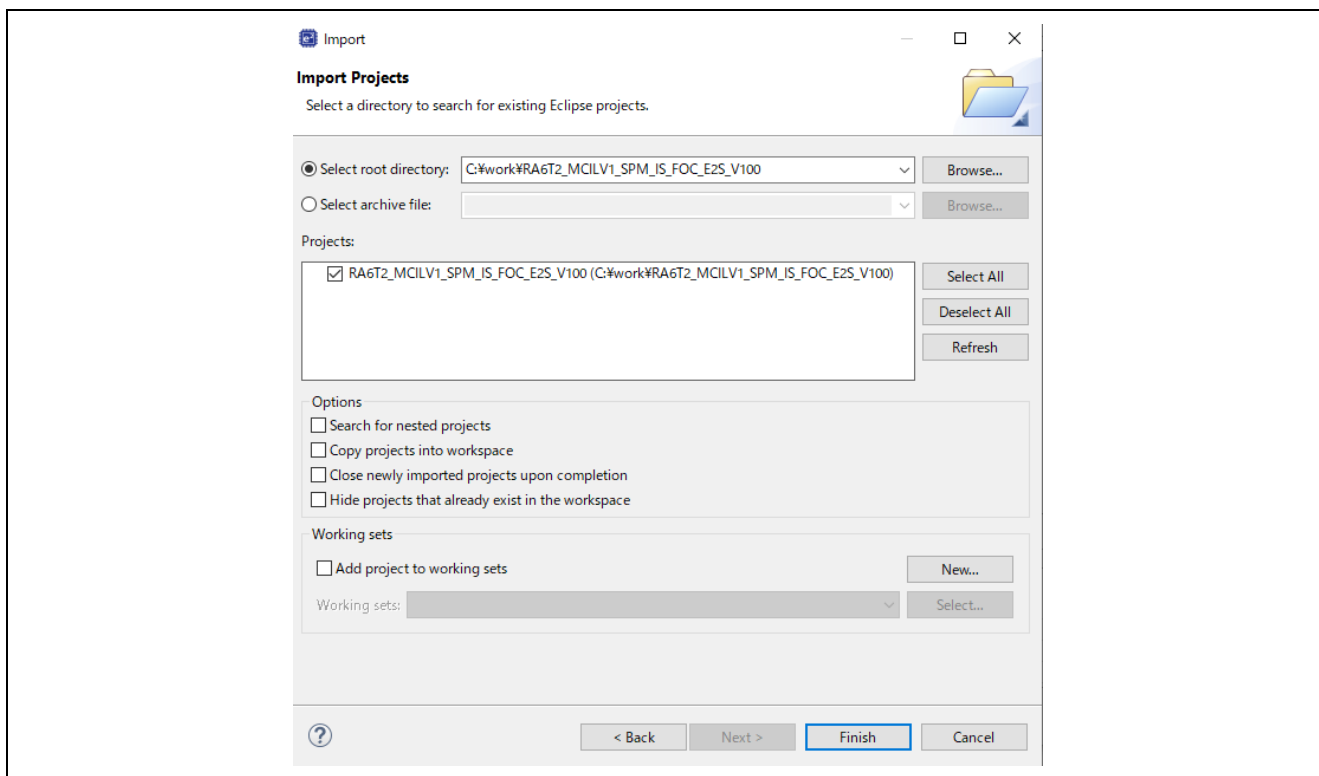 Import
Import Projects
Select a directory to search for existing Eclipse projects.
Select root directory: C:¥work¥RA6T2_MCILV1_SPM_IS_FOC_E2S_V100 Browse...
Select archive file: Browse...
Projects:
RA6T2_MCILV1_SPM_IS_FOC_E2S_V100 (C:¥work¥RA6T2_MCILV1_SPM_IS_FOC_E2S_V100)
Select All
Deselect All
Refresh
Options
Search for nested projects
Copy projects into workspace
Close newly imported projects upon completion
Hide projects that already exist in the workspace
Working sets
Add project to working sets New...
Working sets: Select...
? < Back Next > Finish Cancel